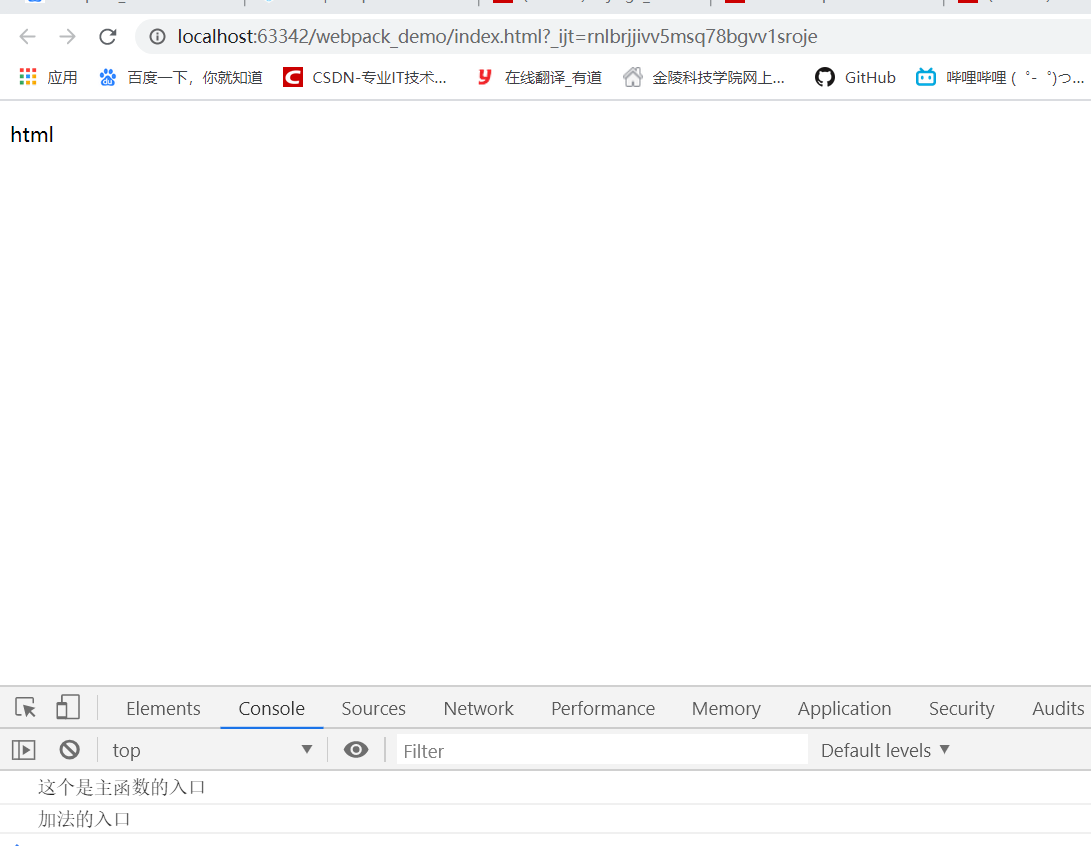 localhost:63342/webpack_demo/index.html?_ijt=rnlbrjjivv5msq78bgvv1sroje
应用 百度一下，你就知道 CSDN-专业IT技术... 在线翻译_有道 金陵科技学院网上... GitHub 哔哩哔哩 ( ゜- ゜)つ...
html
Elements Console Sources Network Performance Memory Application Security Audits
top Filter Default levels
这个是主函数的入口
加法的入口